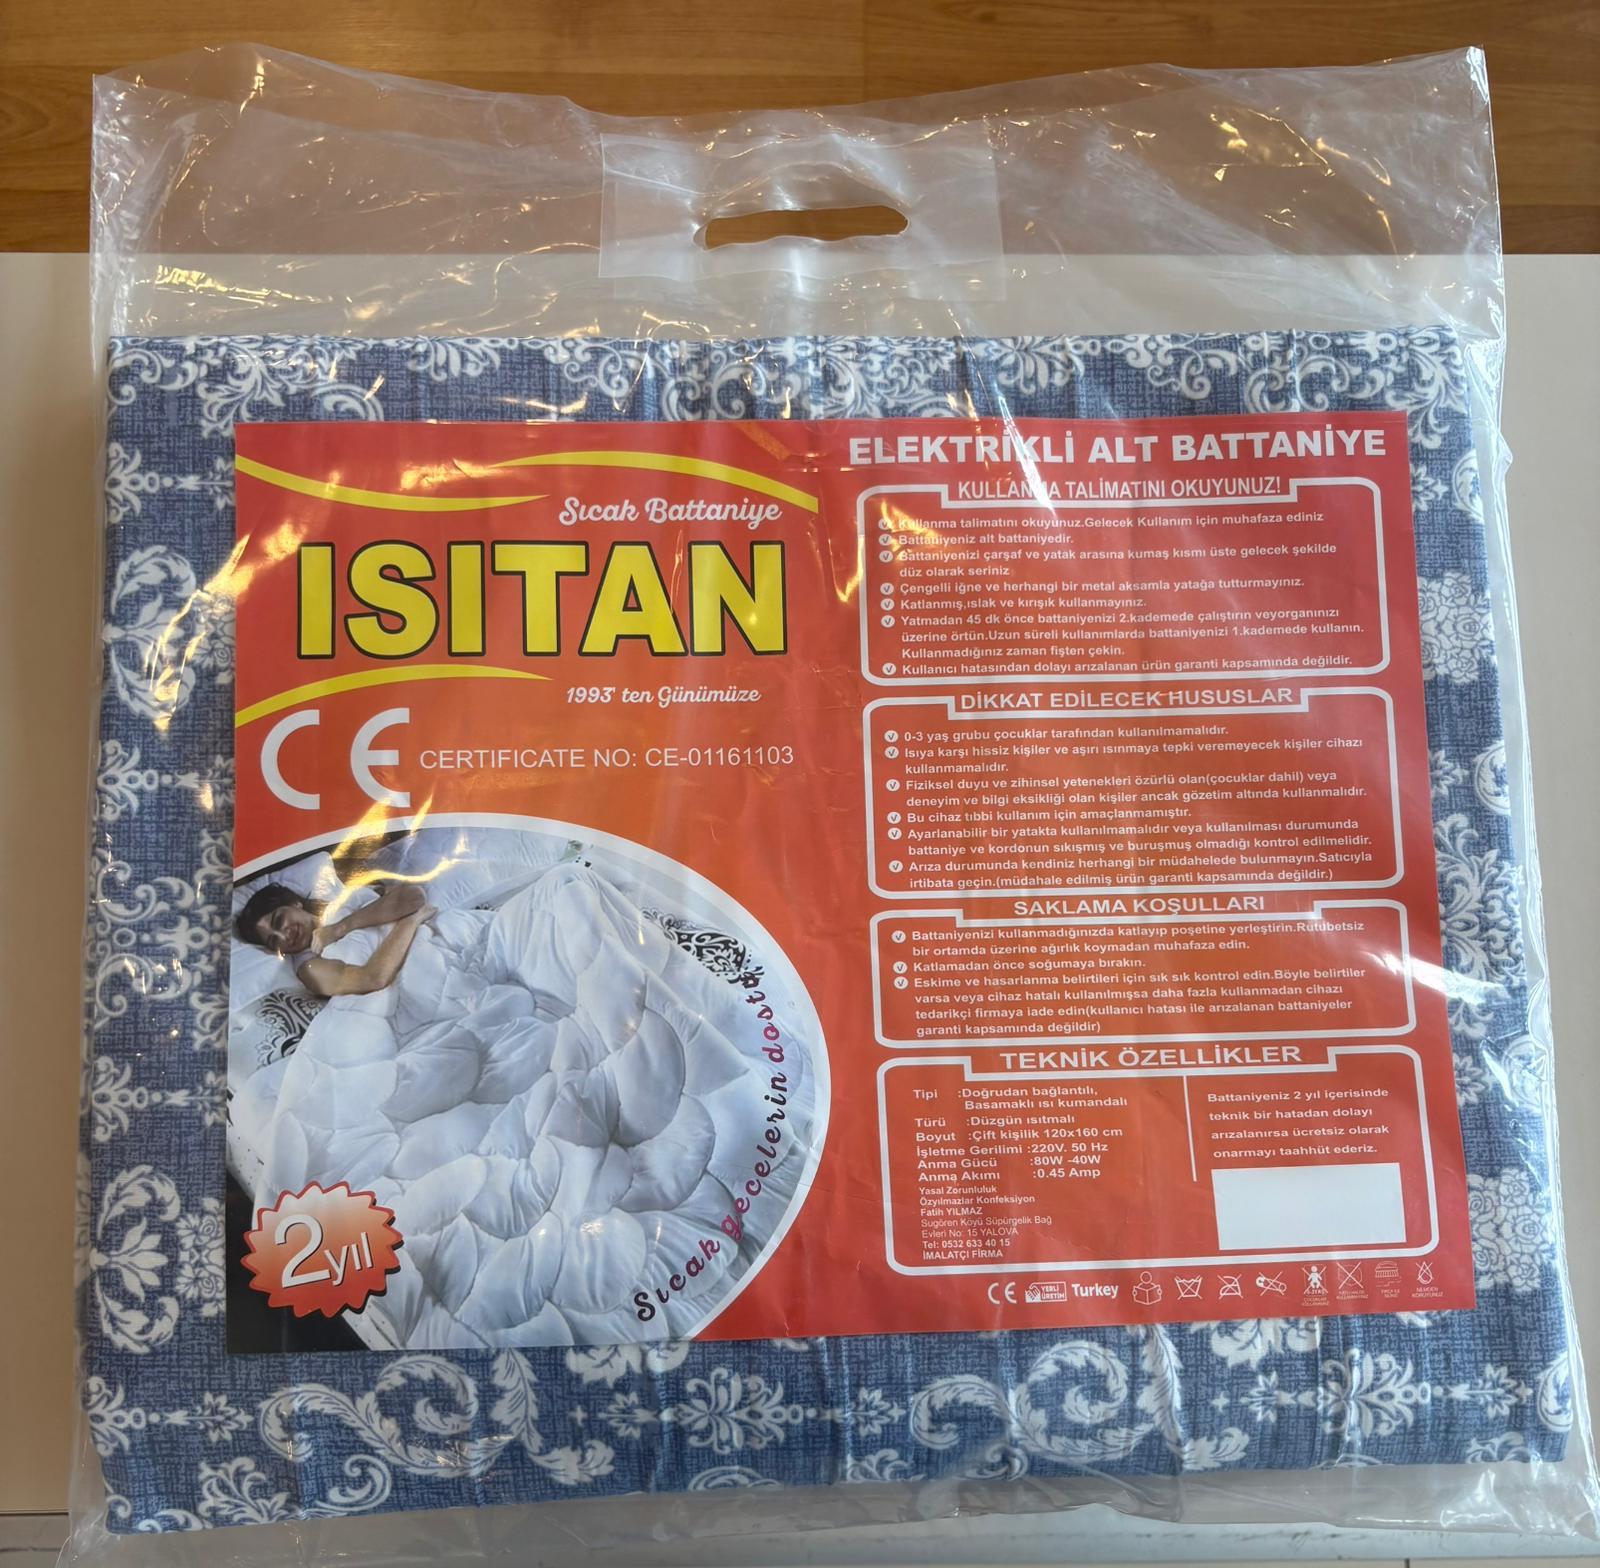 Sıcak Battaniye
ISITAN
1993' ten Günümüze
CE CERTIFICATE NO: CE-01161103
Sıcak gecelerin dostu
2 yıl
ELEKTRİKLİ ALT BATTANİYE
KULLANMA TALİMATINI OKUYUNUZ!
Kullanma talimatını okuyunuz.Gelecek Kullanım için muhafaza ediniz
Battaniyeniz alt battaniyedir.
Battaniyenizi çarşaf ve yatak arasına kumaş kısmı üste gelecek şekilde
düz olarak seriniz
Çengelli iğne ve herhangi bir metal aksamla yatağa tutturmayınız.
Katlanmış,ıslak ve kırışık kullanmayınız.
Yatmadan 45 dk önce battaniyenizi 2.kademede çalıştırın veyorganınızı
üzerine örtün.Uzun süreli kullanımlarda battaniyenizi 1.kademede kullanın.
Kullanmadığınız zaman fişten çekin.
Kullanıcı hatasından dolayı arızalanan ürün garanti kapsamında değildir.
DİKKAT EDİLECEK HUSUSLAR
0-3 yaş grubu çocuklar tarafından kullanılmamalıdır.
Isıya karşı hissiz kişiler ve aşırı ısınmaya tepki veremeyecek kişiler cihazı
kullanmamalıdır.
Fiziksel duyu ve zihinsel yetenekleri özürlü olan(çocuklar dahil) veya
deneyim ve bilgi eksikliği olan kişiler ancak gözetim altında kullanmalıdır.
Bu cihaz tıbbi kullanım için amaçlanmamıştır.
Ayarlanabilir bir yatakta kullanılmamalıdır veya kullanılması durumunda
battaniye ve kordonun sıkışmış ve buruşmuş olmadığı kontrol edilmelidir.
Arıza durumunda kendiniz herhangi bir müdahelede bulunmayın.Satıcıyla
irtibata geçin.(müdahale edilmiş ürün garanti kapsamında değildir.)
SAKLAMA KOŞULLARI
Battaniyenizi kullanmadığınızda katlayıp poşetine yerleştirin.Rutubetsiz
bir ortamda üzerine ağırlık koymadan muhafaza edin.
Katlamadan önce soğumaya bırakın.
Eskime ve hasarlanma belirtileri için sık sık kontrol edin.Böyle belirtiler
varsa veya cihaz hatalı kullanılmışsa daha fazla kullanmadan cihazı
tedarikçi firmaya iade edin(kullanıcı hatası ile arızalanan battaniyeler
garanti kapsamında değildir)
TEKNİK ÖZELLİKLER
Tipi :Doğrudan bağlantılı,
Basamaklı ısı kumandalı
Türü :Düzgün ısıtmalı
Boyut :Çift kişilik 120x160 cm
İşletme Gerilimi :220V. 50 Hz
Anma Gücü :80W -40W
Anma Akımı :0.45 Amp
Yasal Zorunluluk
Özyılmazlar Konfeksiyon
Fatih YILMAZ
Sugören Köyü Süpürgelik Bağ
Evleri No: 15 YALOVA
Tel: 0532 633 40 15
İMALATÇI FİRMA
Battaniyeniz 2 yıl içerisinde
teknik bir hatadan dolayı
arızalanırsa ücretsiz olarak
onarmayı taahhüt ederiz.
CE YERLİ ÜRETİM Turkey